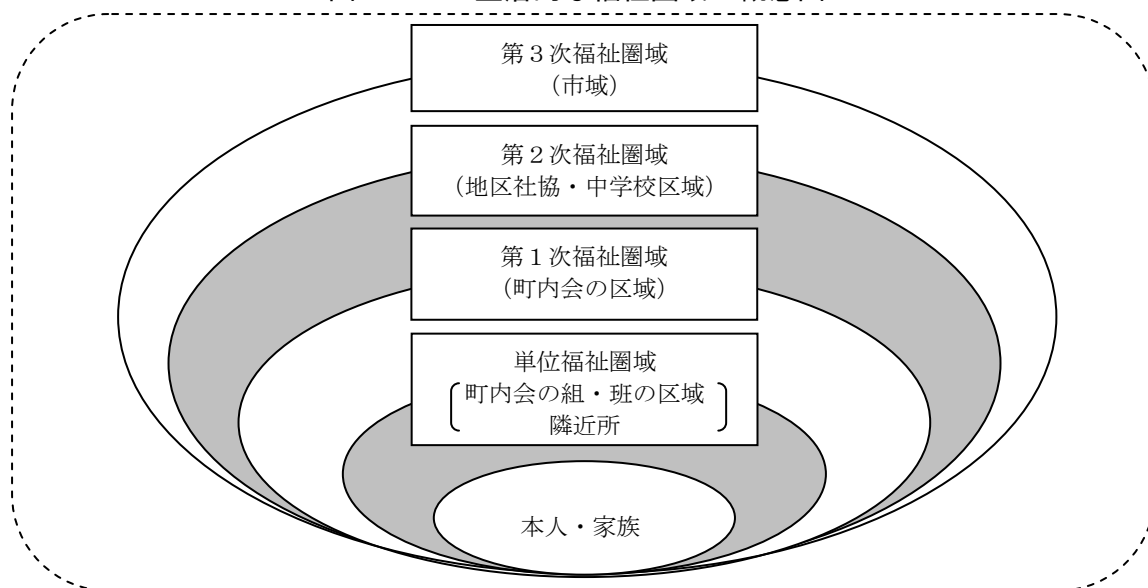 第３次福祉圏域
（市域）
第２次福祉圏域
（地区社協・中学校区域）
第１次福祉圏域
（町内会の区域）
単位福祉圏域
町内会の組・班の区域
隣近所
本人・家族